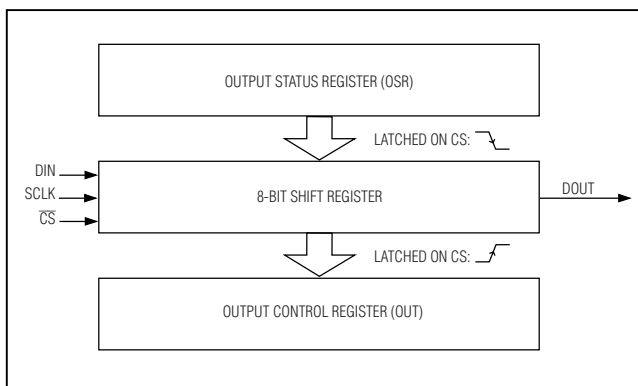 OUTPUT STATUS REGISTER (OSR)
LATCHED ON CS:
DIN
SCLK
CS
8-BIT SHIFT REGISTER
DOUT
LATCHED ON CS:
OUTPUT CONTROL REGISTER (OUT)